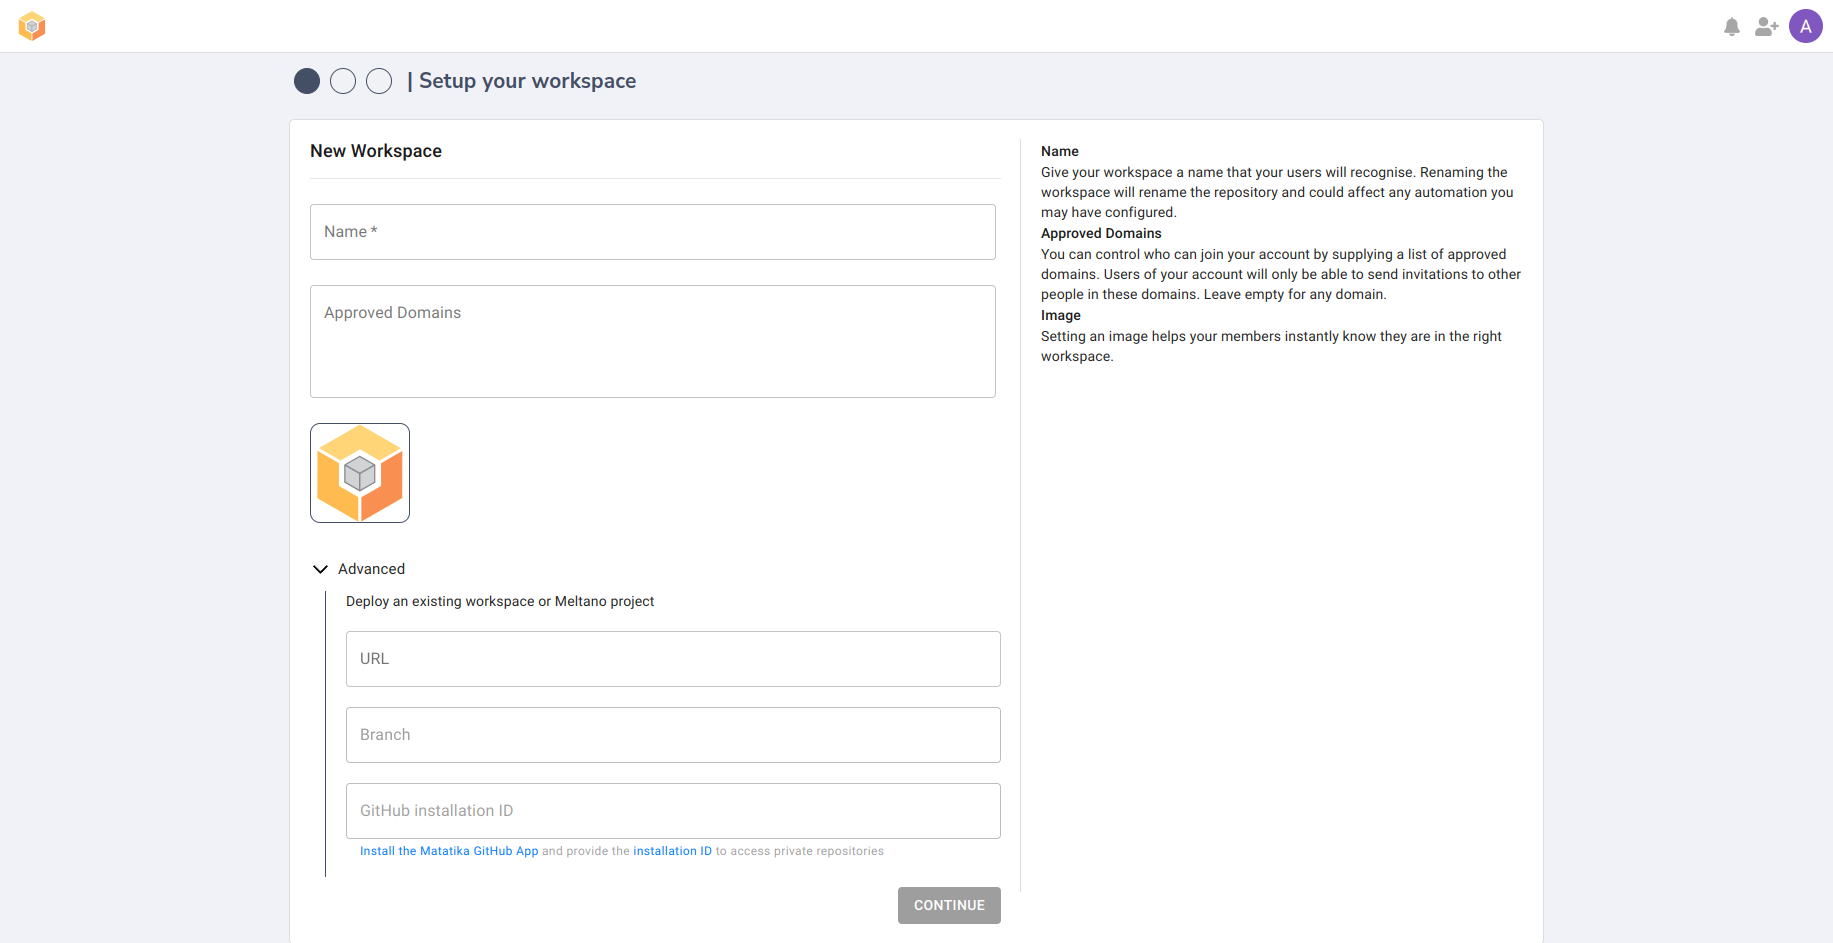 A
| Setup your workspace
New Workspace
Name *
Approved Domains
Advanced
Deploy an existing workspace or Meltano project
URL
Branch
GitHub installation ID
Install the Matatika GitHub App and provide the installation ID to access private repositories
CONTINUE
Name
Give your workspace a name that your users will recognise. Renaming the
workspace will rename the repository and could affect any automation you
may have configured.
Approved Domains
You can control who can join your account by supplying a list of approved
domains. Users of your account will only be able to send invitations to other
people in these domains. Leave empty for any domain.
Image
Setting an image helps your members instantly know they are in the right
workspace.